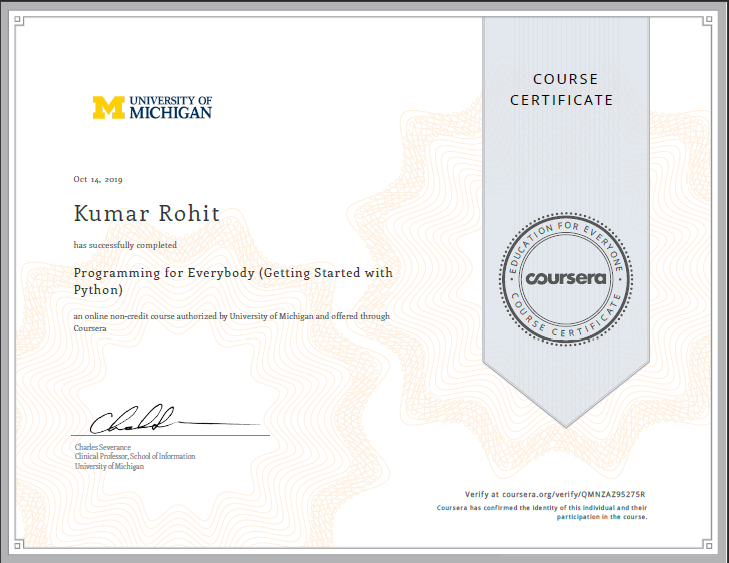 UNIVERSITY OF
MICHIGAN
COURSE
CERTIFICATE
Oct 14, 2019
Kumar Rohit
has successfully completed
Programming for Everybody (Getting Started with
Python)
an online non-credit course authorized by University of Michigan and offered through
Coursera
EDUCATION FOR EVERYONE
coursera
COURSE CERTIFICATE
Charles Severance
Clinical Professor, School of Information
University of Michigan
Verify at coursera.org/verify/QMNZAZ95275R
Coursera has confirmed the identity of this individual and their
participation in the course.